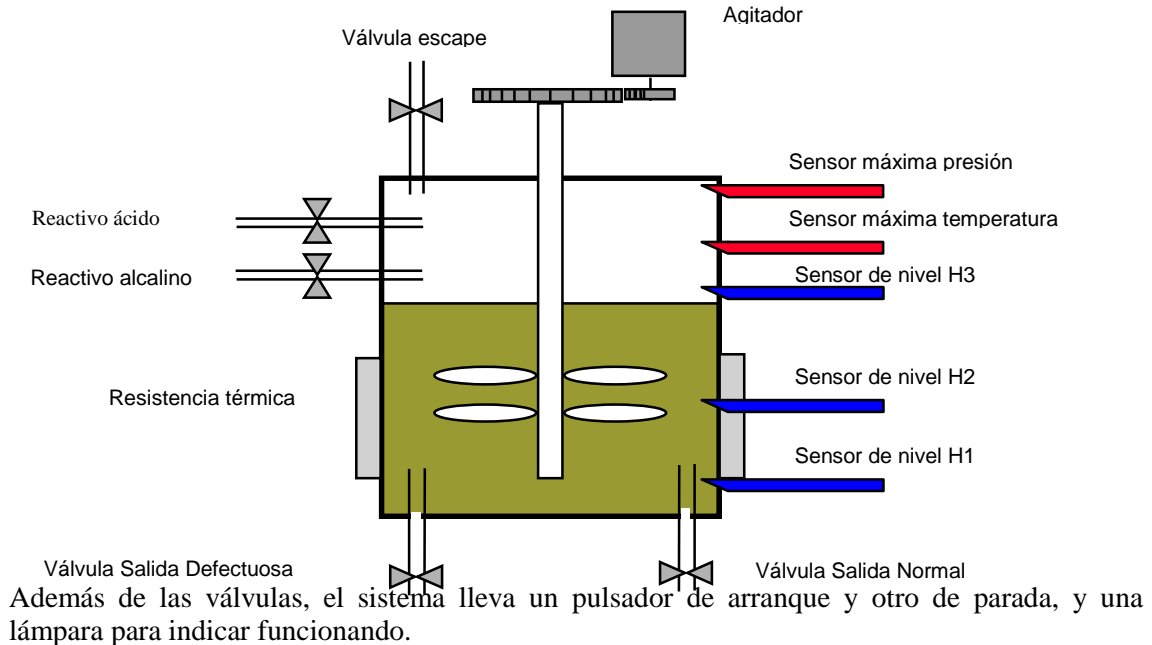 Agitador
Válvula escape
Sensor máxima presión
Reactivo ácido
Sensor máxima temperatura
Reactivo alcalino
Sensor de nivel H3
Resistencia térmica
Sensor de nivel H2
Sensor de nivel H1
Válvula Salida Defectuosa
Válvula Salida Normal
Además de las válvulas, el sistema lleva un pulsador de arranque y otro de parada, y una
lámpara para indicar funcionando.